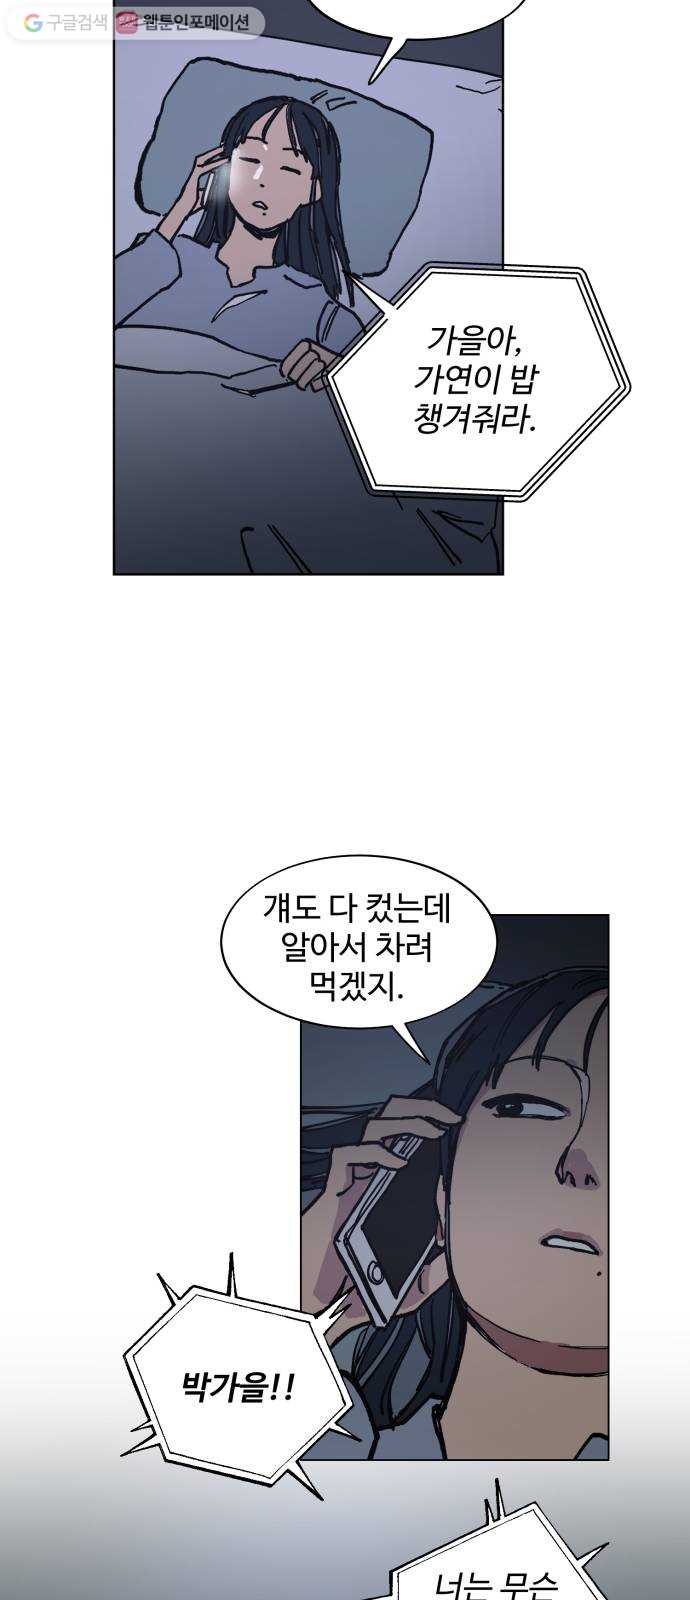 구글검색 웹툰인포메이션
가을아,
가연이 밥
챙겨줘라.
걔도 다 컸는데
알아서 차려
먹겠지.
박가을!!
너는 무슨